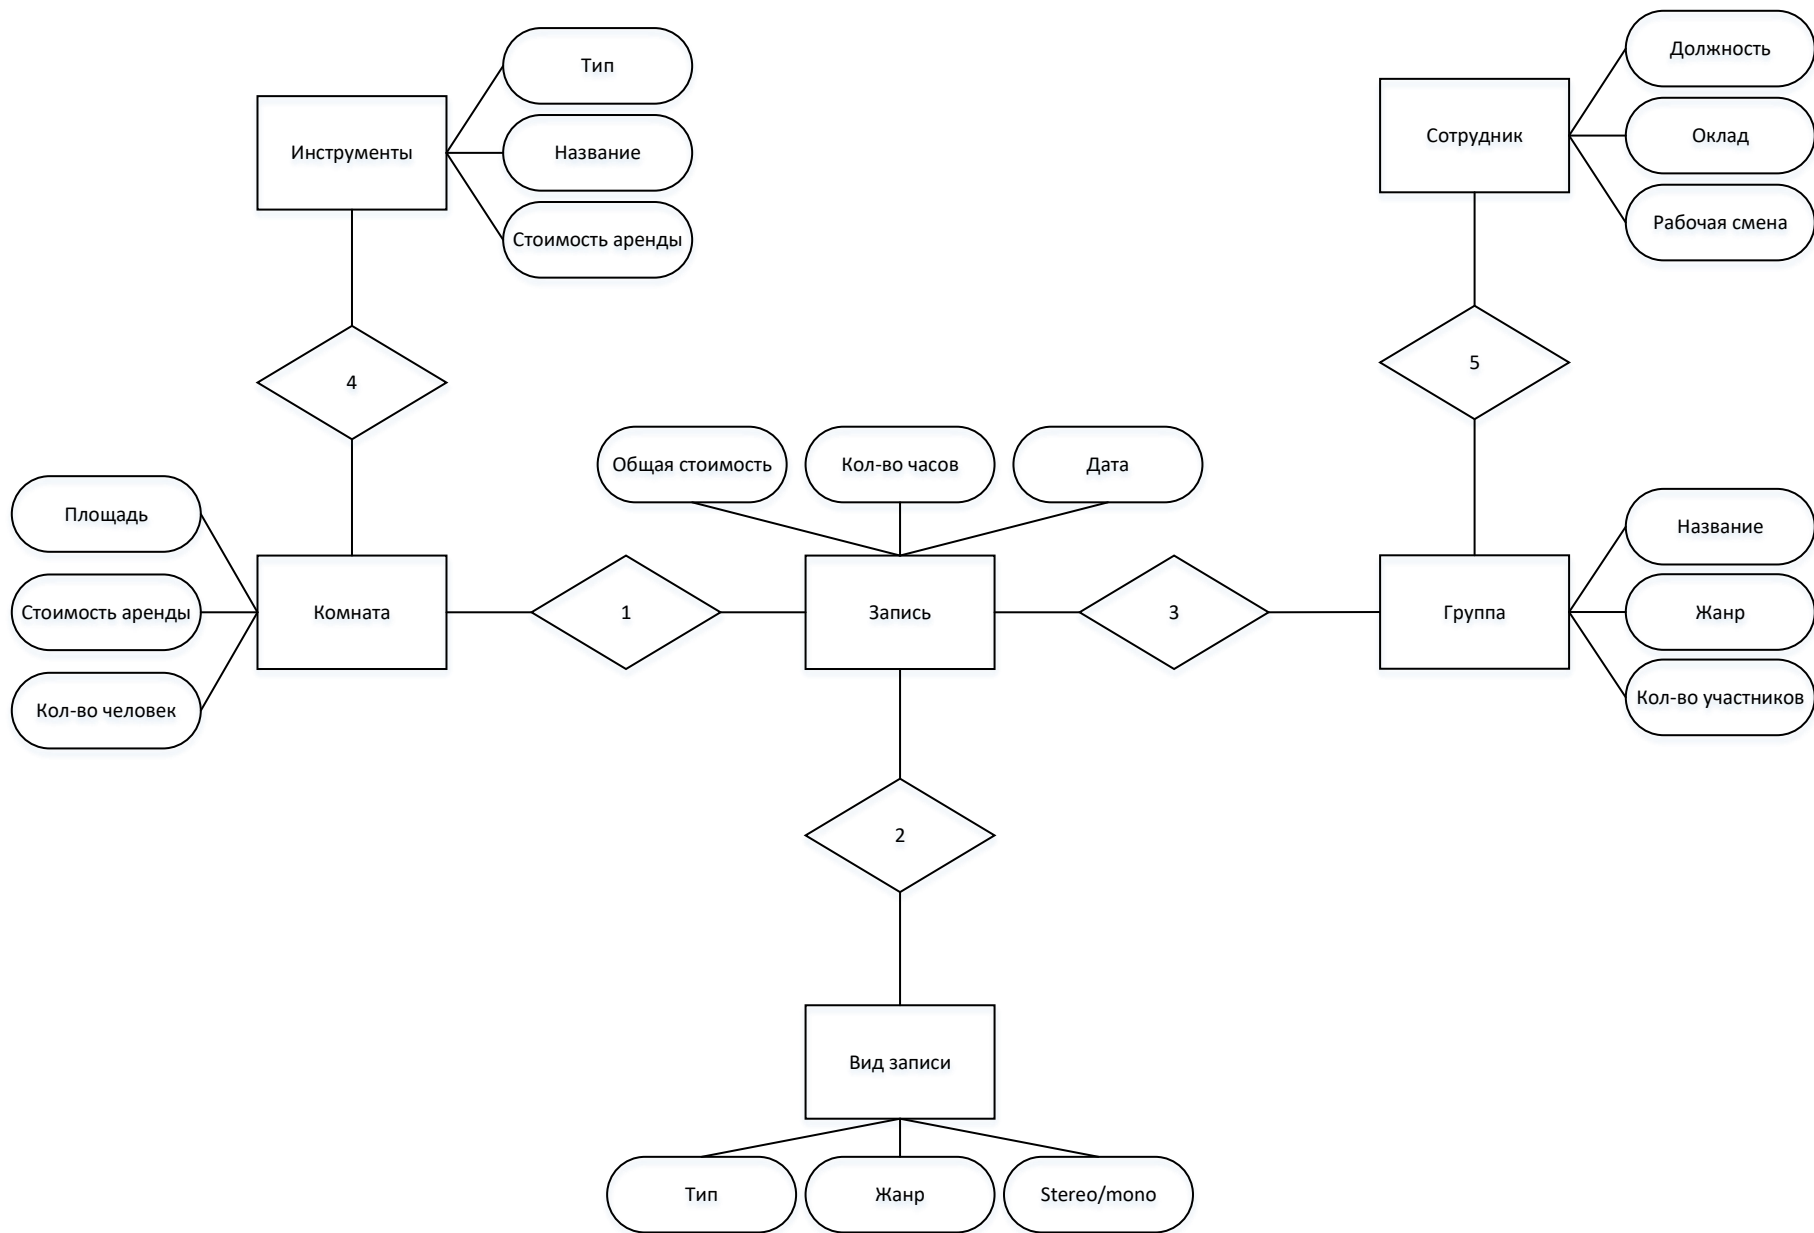 Должность
Тип
Сотрудник
Оклад
Инструменты
Название
Рабочая смена
Стоимость аренды
5
4
Общая стоимость
Кол-во часов
Дата
Площадь
Название
Стоимость аренды
Комната
1
Запись
3
Группа
Жанр
Кол-во человек
Кол-во участников
2
Вид записи
Тип
Жанр
Stereo/mono